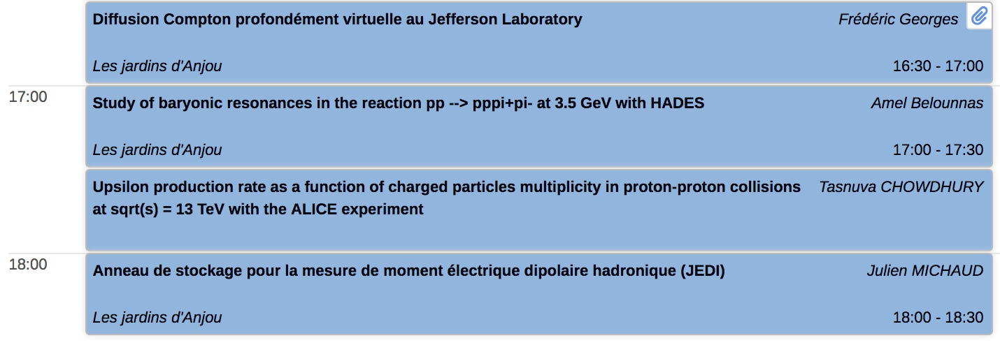 Diffusion Compton profondément virtuelle au Jefferson Laboratory Frédéric Georges
Les jardins d'Anjou 16:30 - 17:00
17:00
Study of baryonic resonances in the reaction pp --> pppi+pi- at 3.5 GeV with HADES Amel Belounnas
Les jardins d'Anjou 17:00 - 17:30
Upsilon production rate as a function of charged particles multiplicity in proton-proton collisions Tasnuva CHOWDHURY
at sqrt(s) = 13 TeV with the ALICE experiment
18:00
Anneau de stockage pour la mesure de moment électrique dipolaire hadronique (JEDI) Julien MICHAUD
Les jardins d'Anjou 18:00 - 18:30